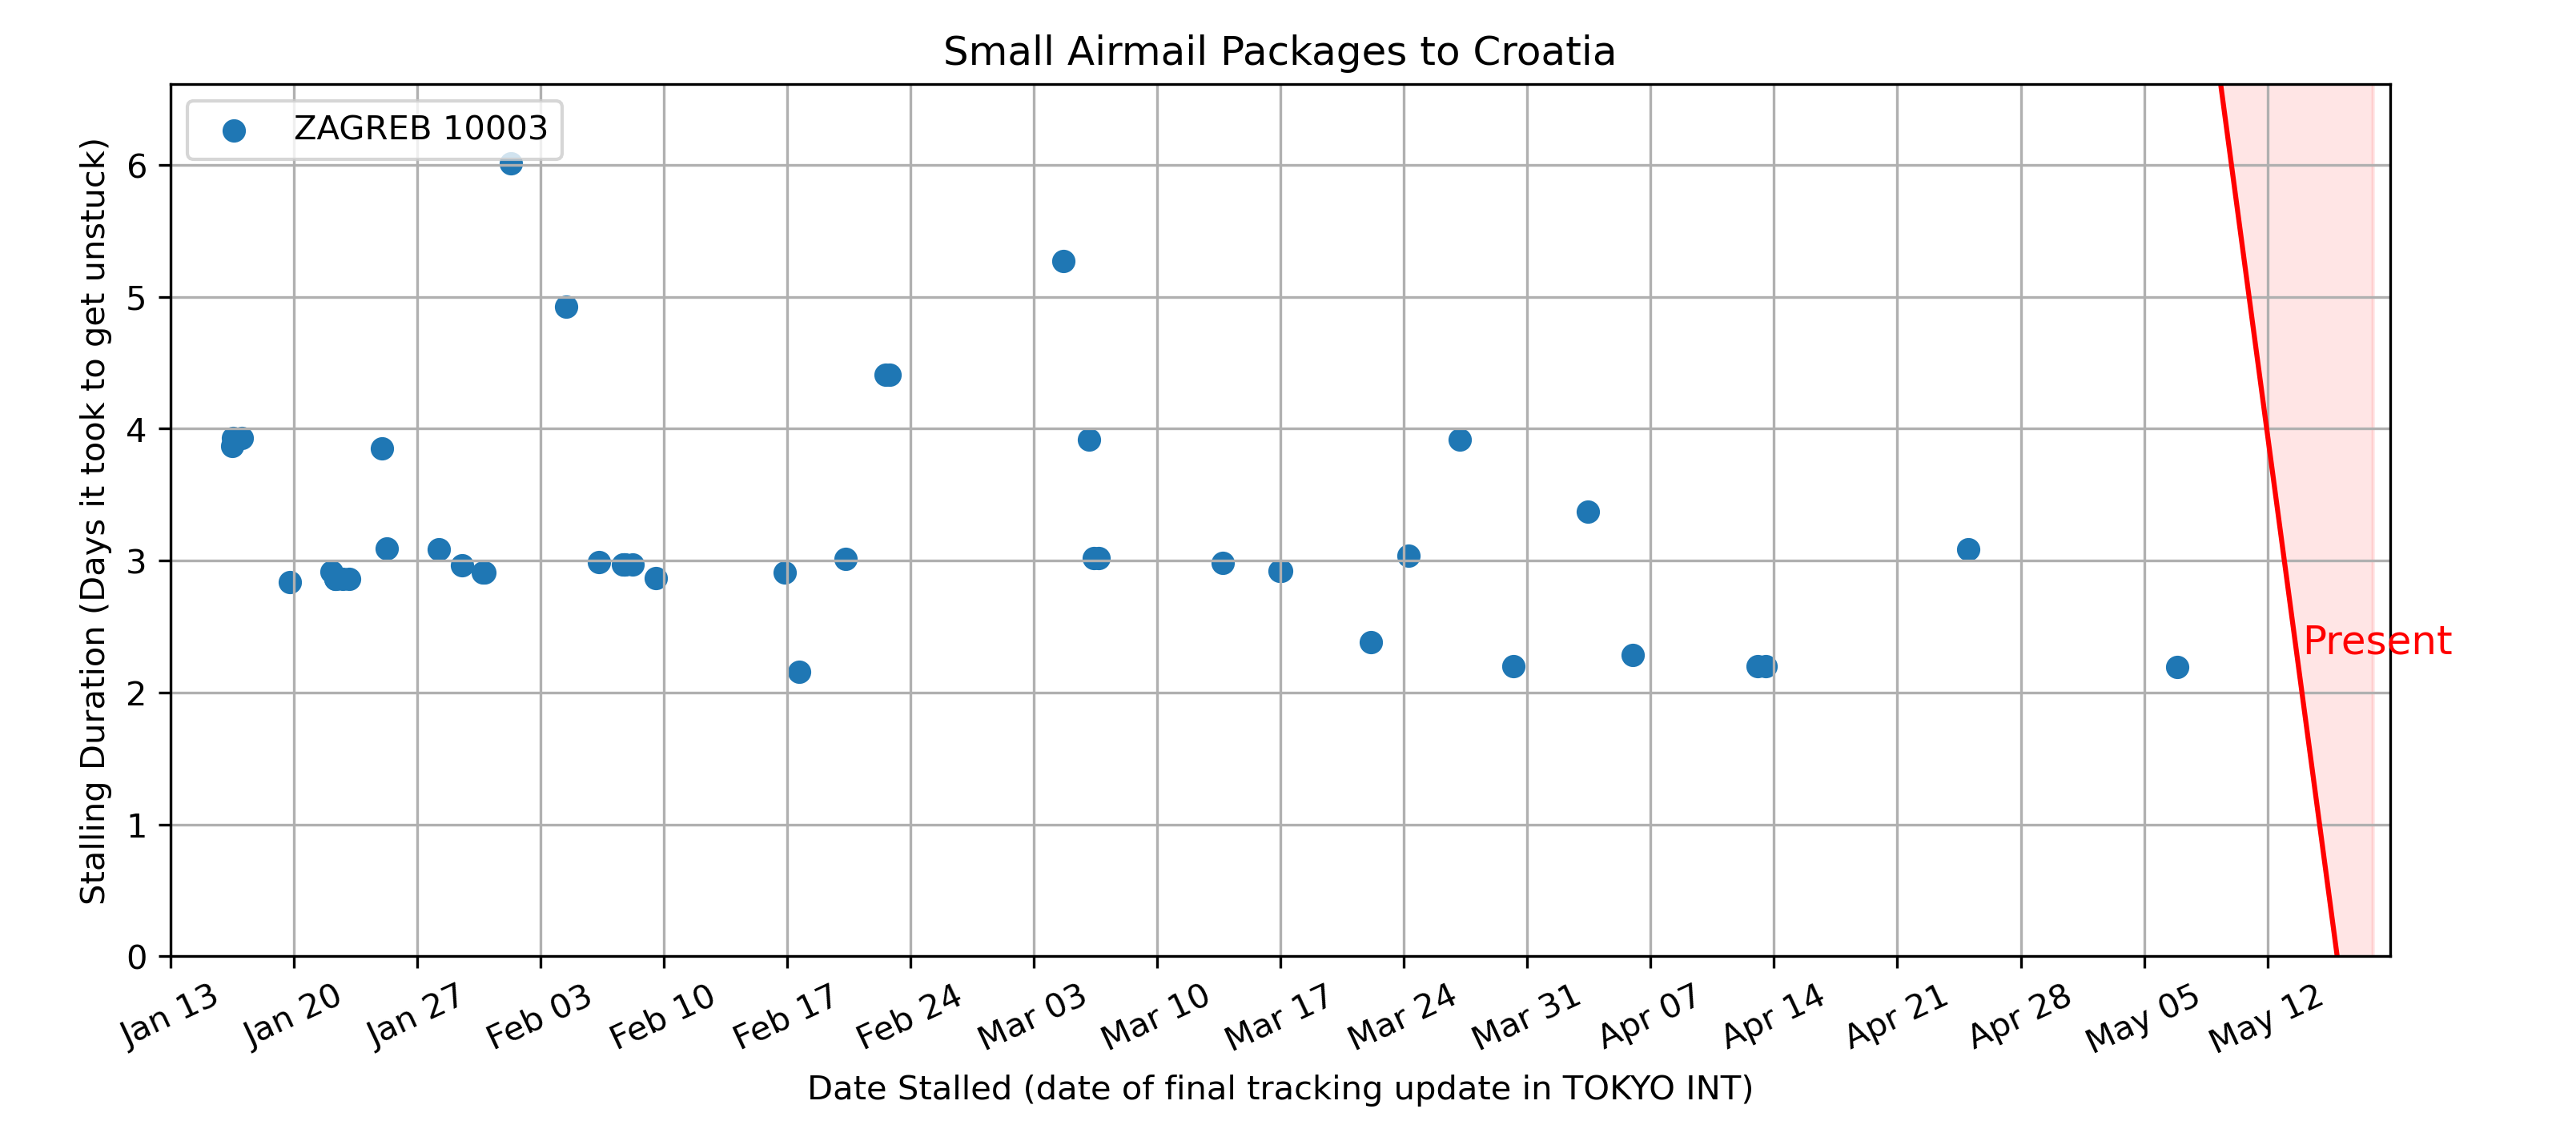 Small Airmail Packages to Croatia
ZAGREB 10003
Stalling Duration (Days it took to get unstuck)
6
5
4
3
2
1
0
Present
Jan 13
Jan 20
Jan 27
Feb 03
Feb 10
Feb 17
Feb 24
Mar 03
Mar 10
Mar 17
Mar 24
Mar 31
Apr 07
Apr 14
Apr 21
Apr 28
May 05
May 12
Date Stalled (date of final tracking update in TOKYO INT)